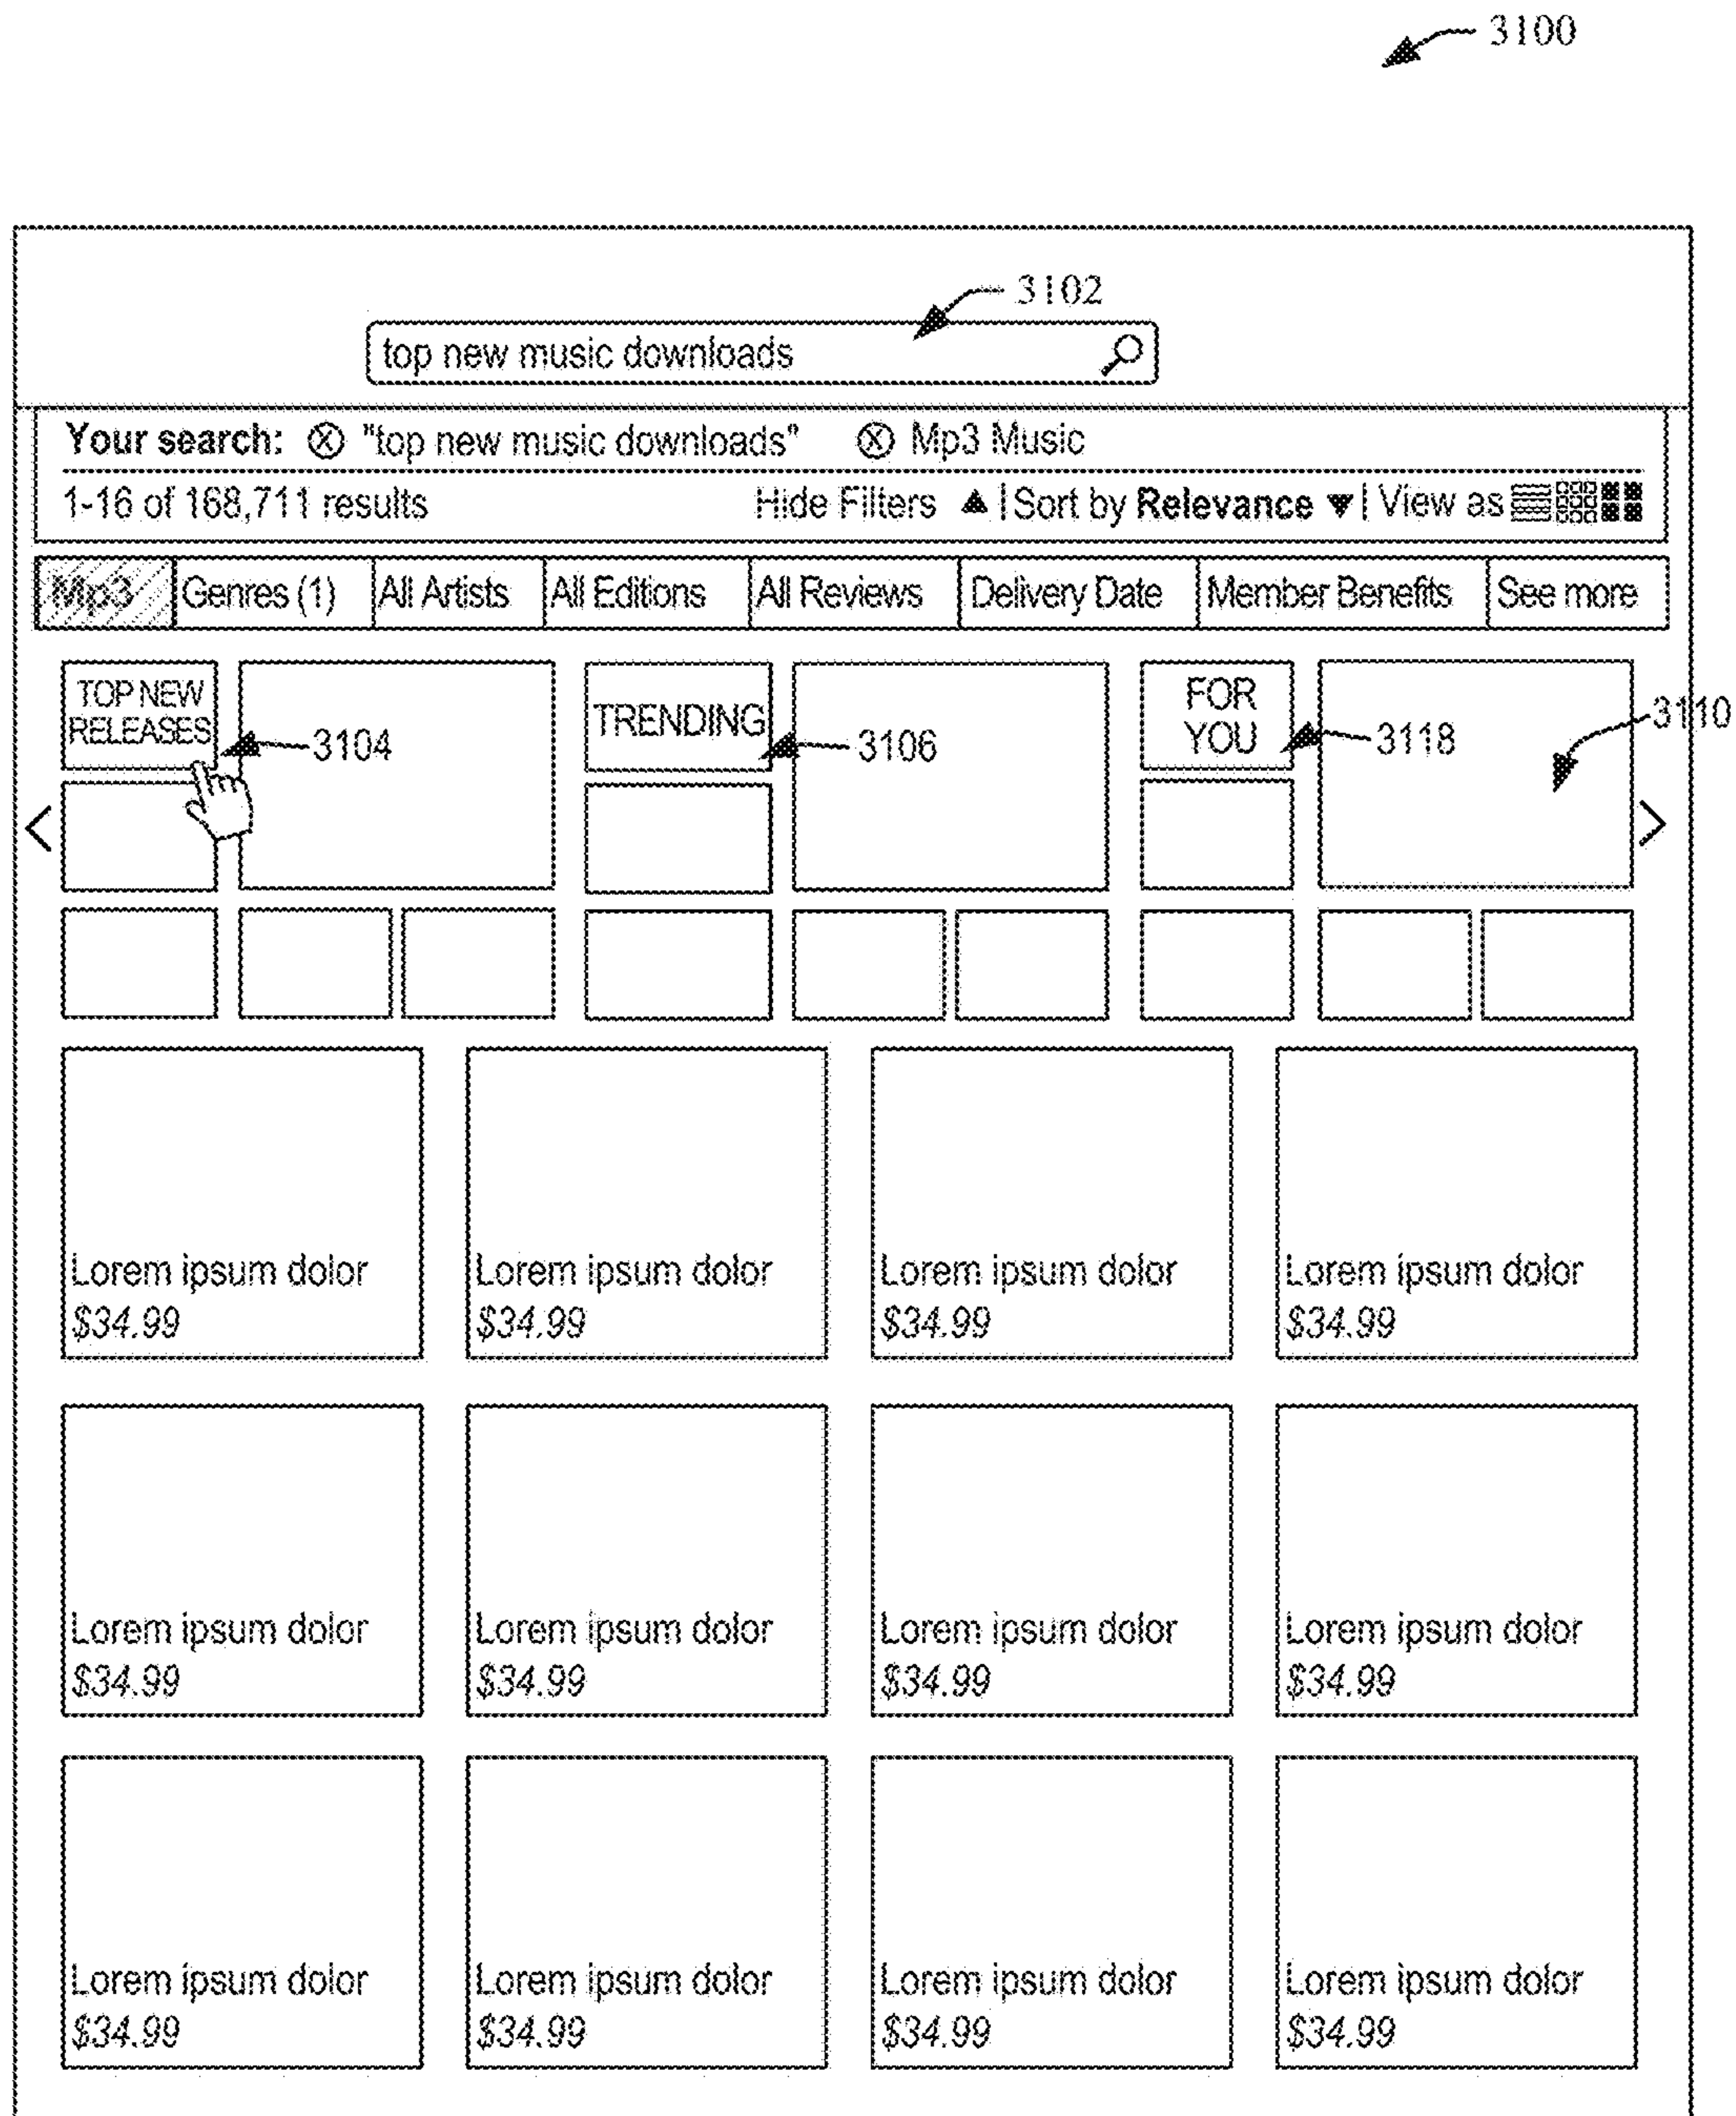 3100
3102
top new music downloads
Your search: ⓧ "top new music downloads" ⓧ Mp3 Music
1-16 of 168,711 results Hide Filters ▲ | Sort by Relevance ▼ | View as
Mp3 Genres (1) All Artists All Editions All Reviews Delivery Date Member Benefits See more
TOP NEW
RELEASES
3104
TRENDING
3106
FOR
YOU
3118
3110
< >
Lorem ipsum dolor Lorem ipsum dolor Lorem ipsum dolor Lorem ipsum dolor
$34.99 $34.99 $34.99 $34.99
Lorem ipsum dolor Lorem ipsum dolor Lorem ipsum dolor Lorem ipsum dolor
$34.99 $34.99 $34.99 $34.99
Lorem ipsum dolor Lorem ipsum dolor Lorem ipsum dolor Lorem ipsum dolor
$34.99 $34.99 $34.99 $34.99